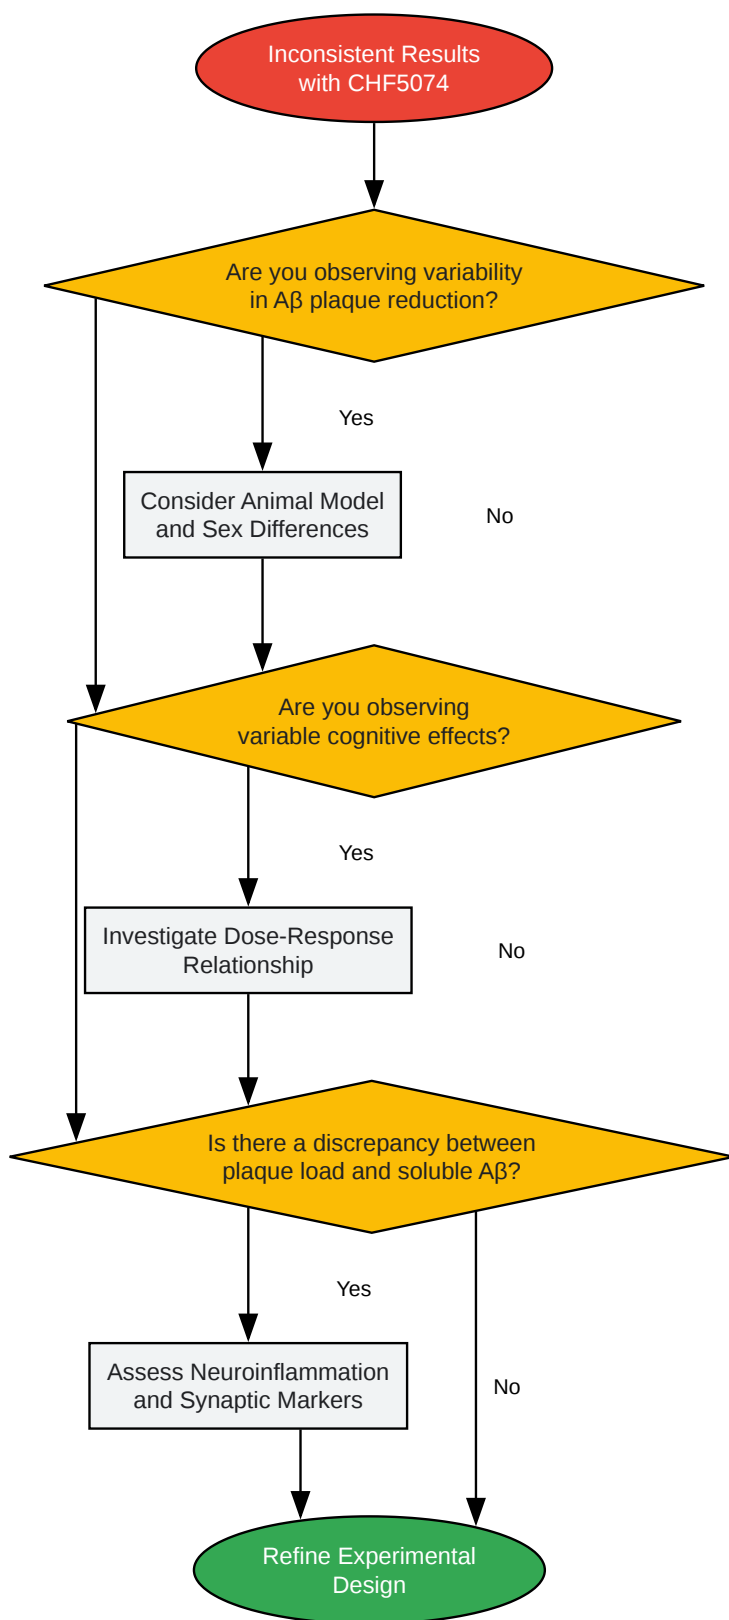 Inconsistent Results
with CHF5074
Are you observing variability
in Aβ plaque reduction?
Yes
Consider Animal Model
and Sex Differences
No
Are you observing
variable cognitive effects?
Yes
Investigate Dose-Response
Relationship
No
Is there a discrepancy between
plaque load and soluble Aβ?
Yes
Assess Neuroinflammation
and Synaptic Markers
No
Refine Experimental
Design